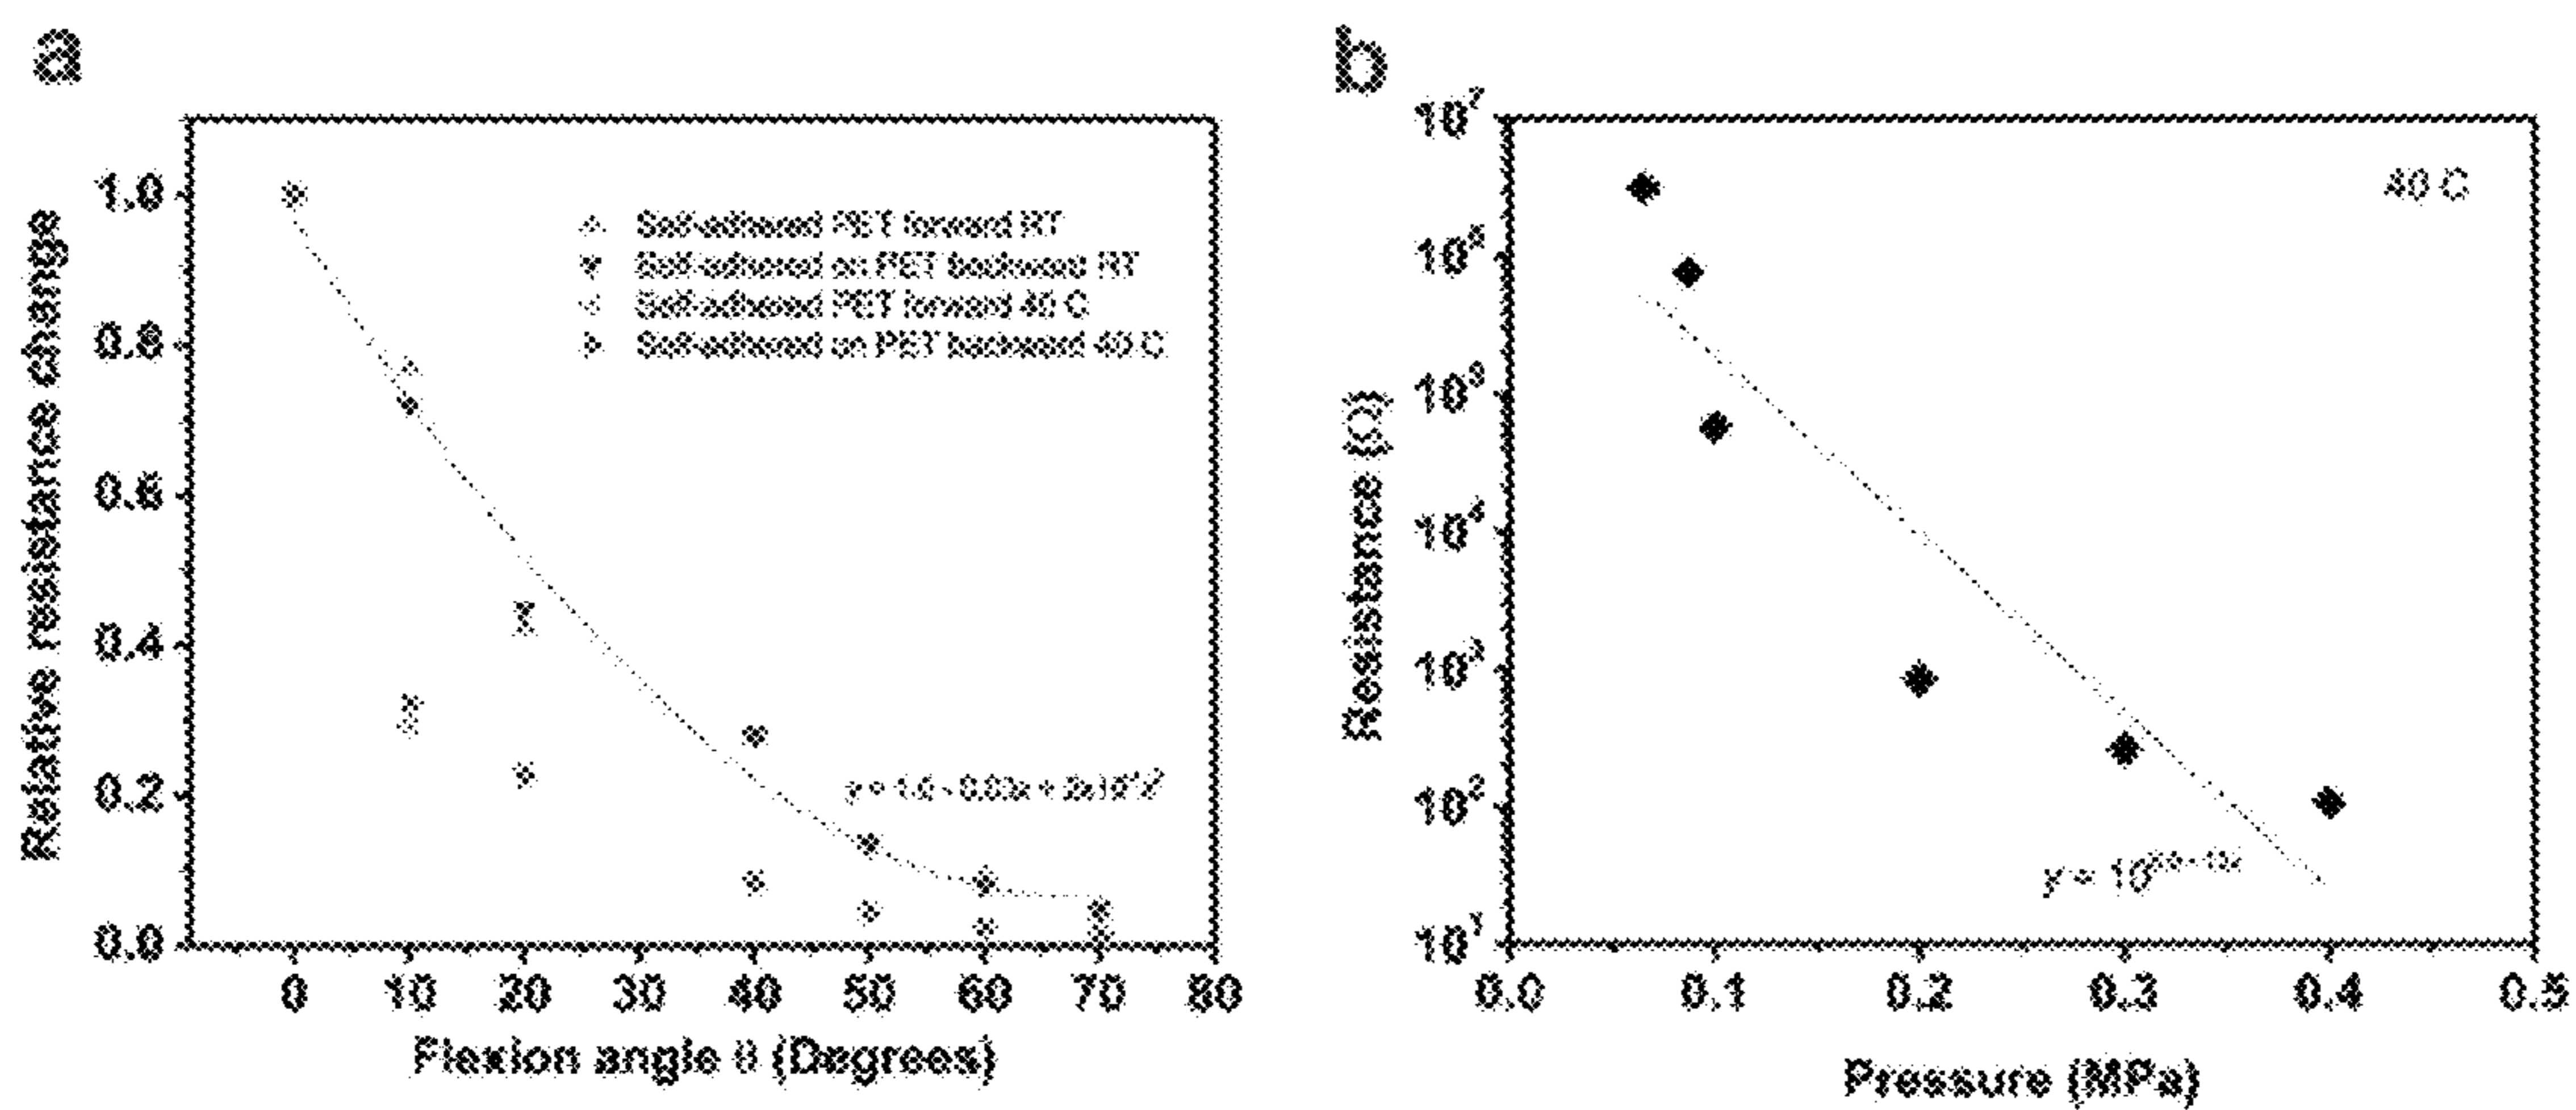 a
1.0
0.8
0.6
0.4
0.2
0.0
Relative resistance change
Self-adhered PET forward RT
Self-adhered on PET backward RT
Self-adhered PET forward 40 C
Self-adhered on PET backward 40 C
0 10 20 30 40 50 60 70 80
Flexion angle θ (Degrees)
b
10⁷
10⁴
10³
10²
10¹
Resistance (Ω)
40 C
y = 10
0.0 0.1 0.2 0.3 0.4 0.5
Pressure (MPa)